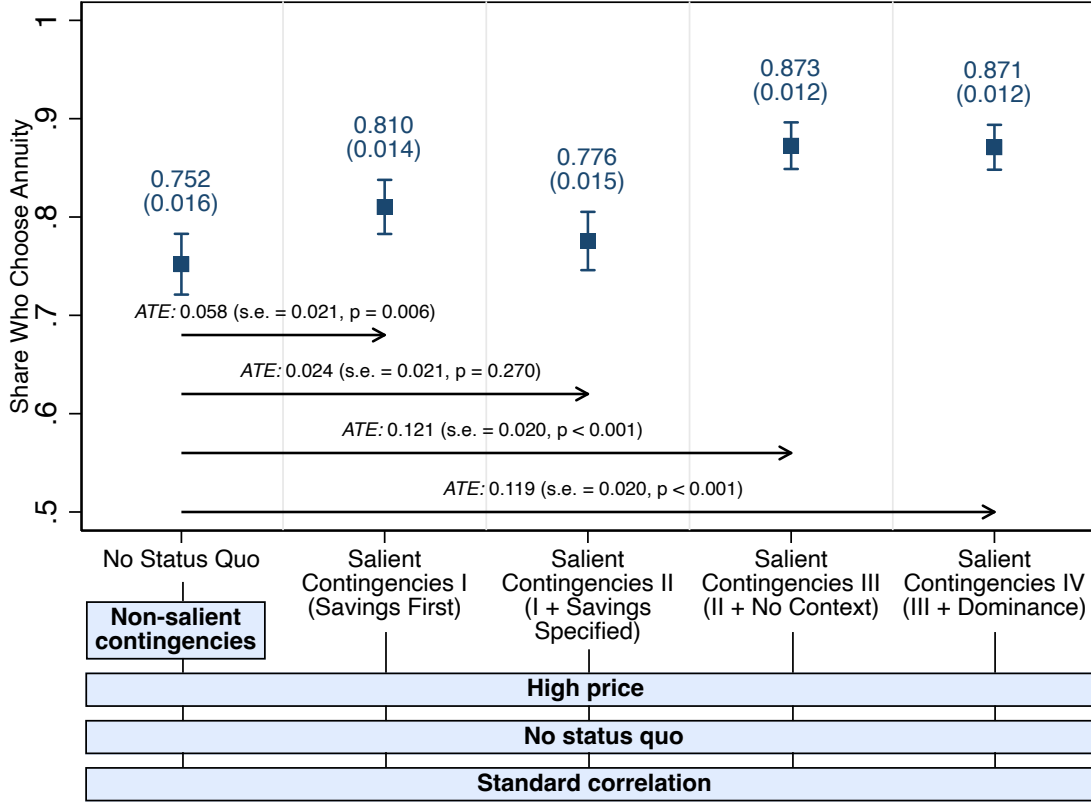 Share Who Choose Annuity
1
.9
.8
.7
.6
.5
0.752
(0.016)
0.810
(0.014)
0.776
(0.015)
0.873
(0.012)
0.871
(0.012)
ATE: 0.058 (s.e. = 0.021, p = 0.006)
ATE: 0.024 (s.e. = 0.021, p = 0.270)
ATE: 0.121 (s.e. = 0.020, p < 0.001)
ATE: 0.119 (s.e. = 0.020, p < 0.001)
No Status Quo
Salient
Contingencies I
(Savings First)
Salient
Contingencies II
(I + Savings
Specified)
Salient
Contingencies III
(II + No Context)
Salient
Contingencies IV
(III + Dominance)
Non-salient
contingencies
High price
No status quo
Standard correlation